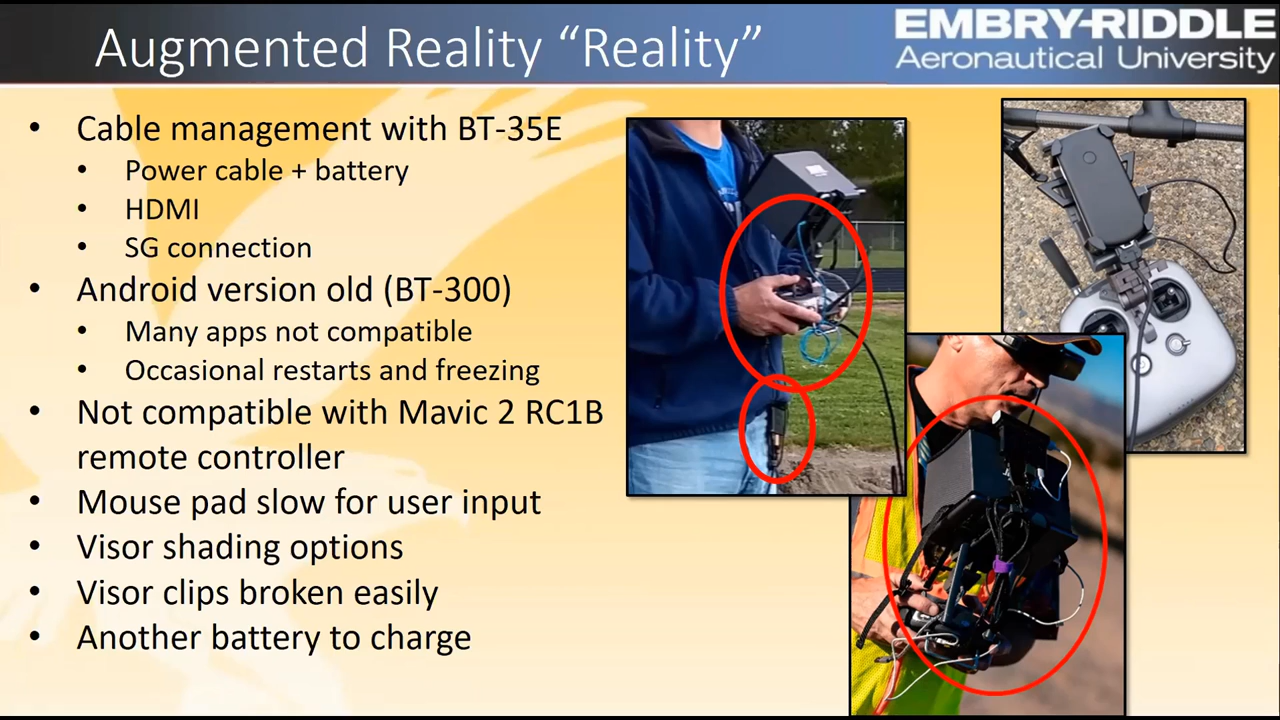 Augmented Reality “Reality”
EMBRY-RIDDLE
Aeronautical University
• Cable management with BT-35E
• Power cable + battery
• HDMI
• SG connection
• Android version old (BT-300)
• Many apps not compatible
• Occasional restarts and freezing
• Not compatible with Mavic 2 RC1B
remote controller
• Mouse pad slow for user input
• Visor shading options
• Visor clips broken easily
• Another battery to charge